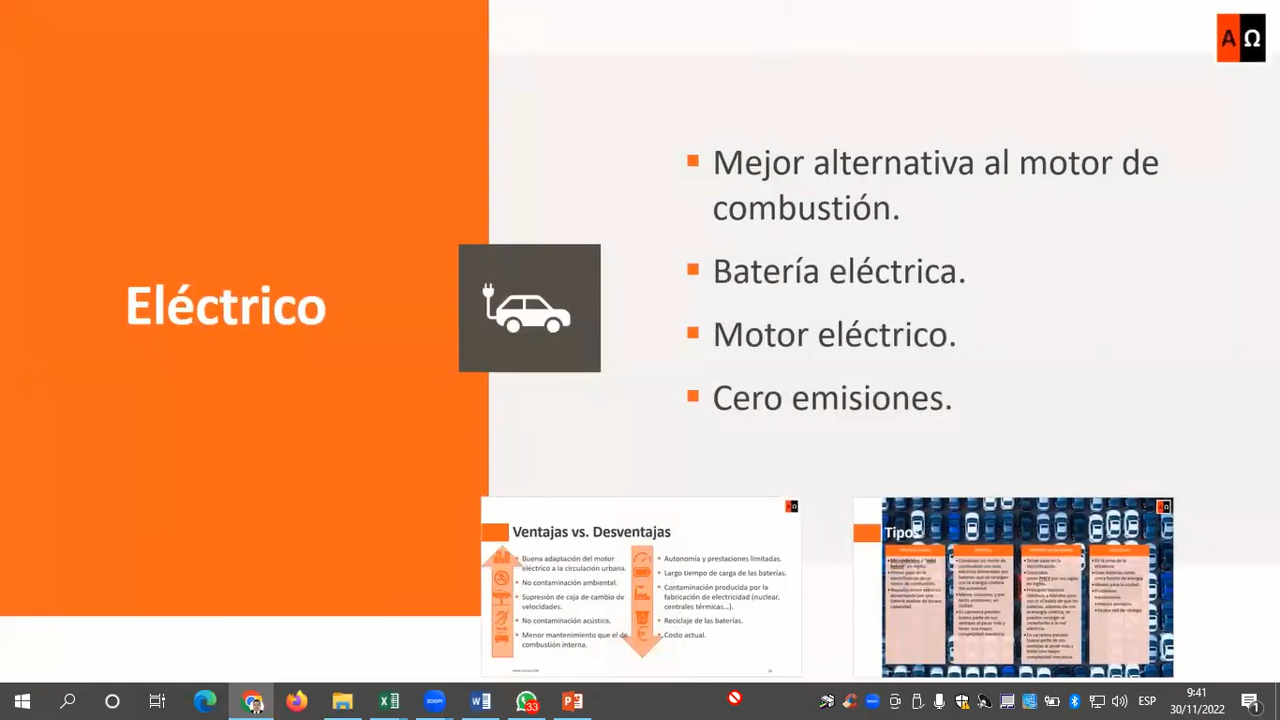 AΩ
Mejor alternativa al motor de
combustión.
Batería eléctrica.
Eléctrico
Motor eléctrico.
Cero emisiones.
Ventajas vs. Desventajas
Buena adaptación del motor
eléctrico a la circulación urbana.
No contaminación ambiental.
Supresión de caja de cambio de
velocidades.
No contaminación acústica.
Menor mantenimiento que el de
combustión interna.
Autonomía y prestaciones limitadas.
Largo tiempo de carga de las baterías.
Contaminación producida por la
fabricación de electricidad (nuclear,
centrales térmicas...).
Reciclaje de las baterías.
Costo actual.
Tipos
zoom
33
ESP
9:41
30/11/2022
1